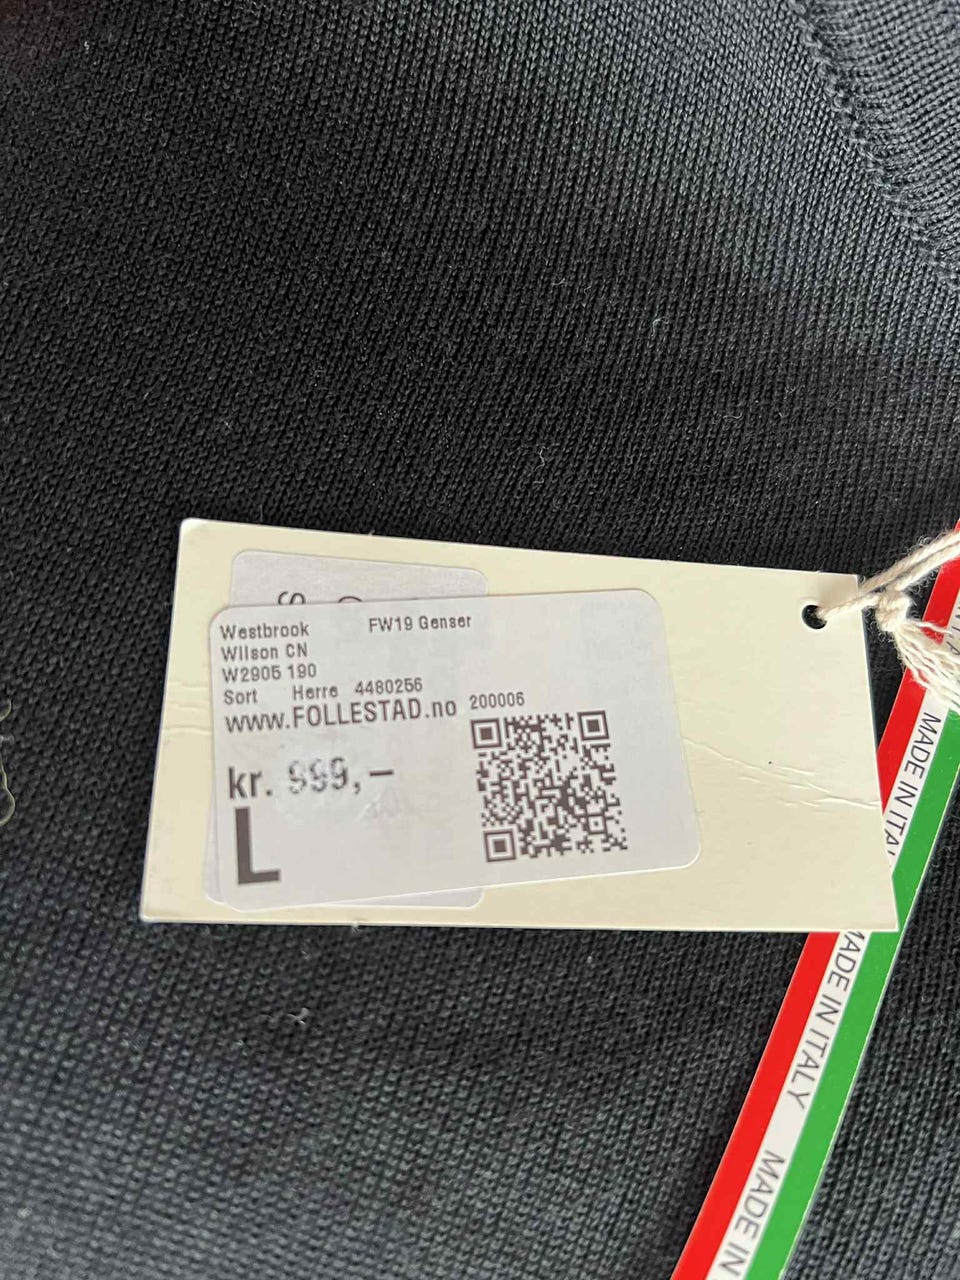 Westbrook FW19 Genser
Wilson CN
W2905 190
Sort Herre 4480256
www.FOLLESTAD.no 200006
kr. 999,–
L
MADE IN ITALY
MADE IN ITALY
MADE IN